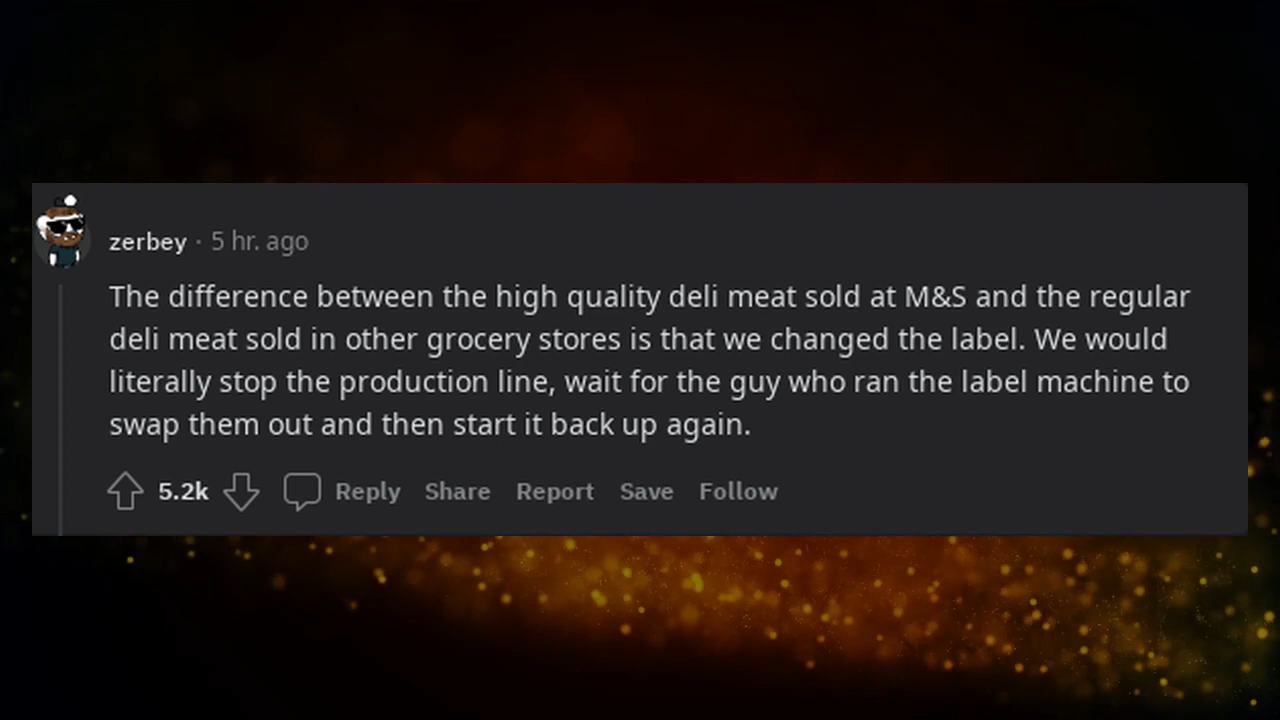 zerbey · 5 hr. ago
The difference between the high quality deli meat sold at M&S and the regular
deli meat sold in other grocery stores is that we changed the label. We would
literally stop the production line, wait for the guy who ran the label machine to
swap them out and then start it back up again.
5.2k Reply Share Report Save Follow